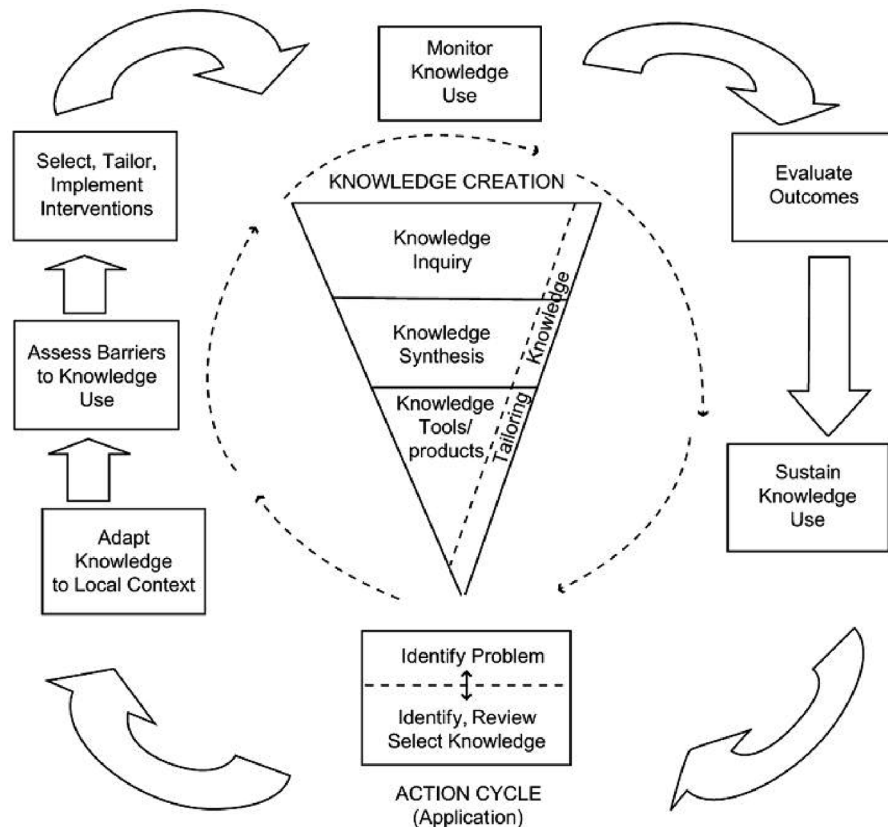 Monitor
Knowledge
Use
Select, Tailor,
Implement
Interventions
Evaluate
Outcomes
KNOWLEDGE CREATION
Knowledge
Inquiry
Knowledge
Synthesis
Knowledge
Tools/
products
Tailoring Knowledge
Assess Barriers
to Knowledge
Use
Sustain
Knowledge
Use
Adapt
Knowledge
to Local Context
Identify Problem
Identify, Review
Select Knowledge
ACTION CYCLE
(Application)